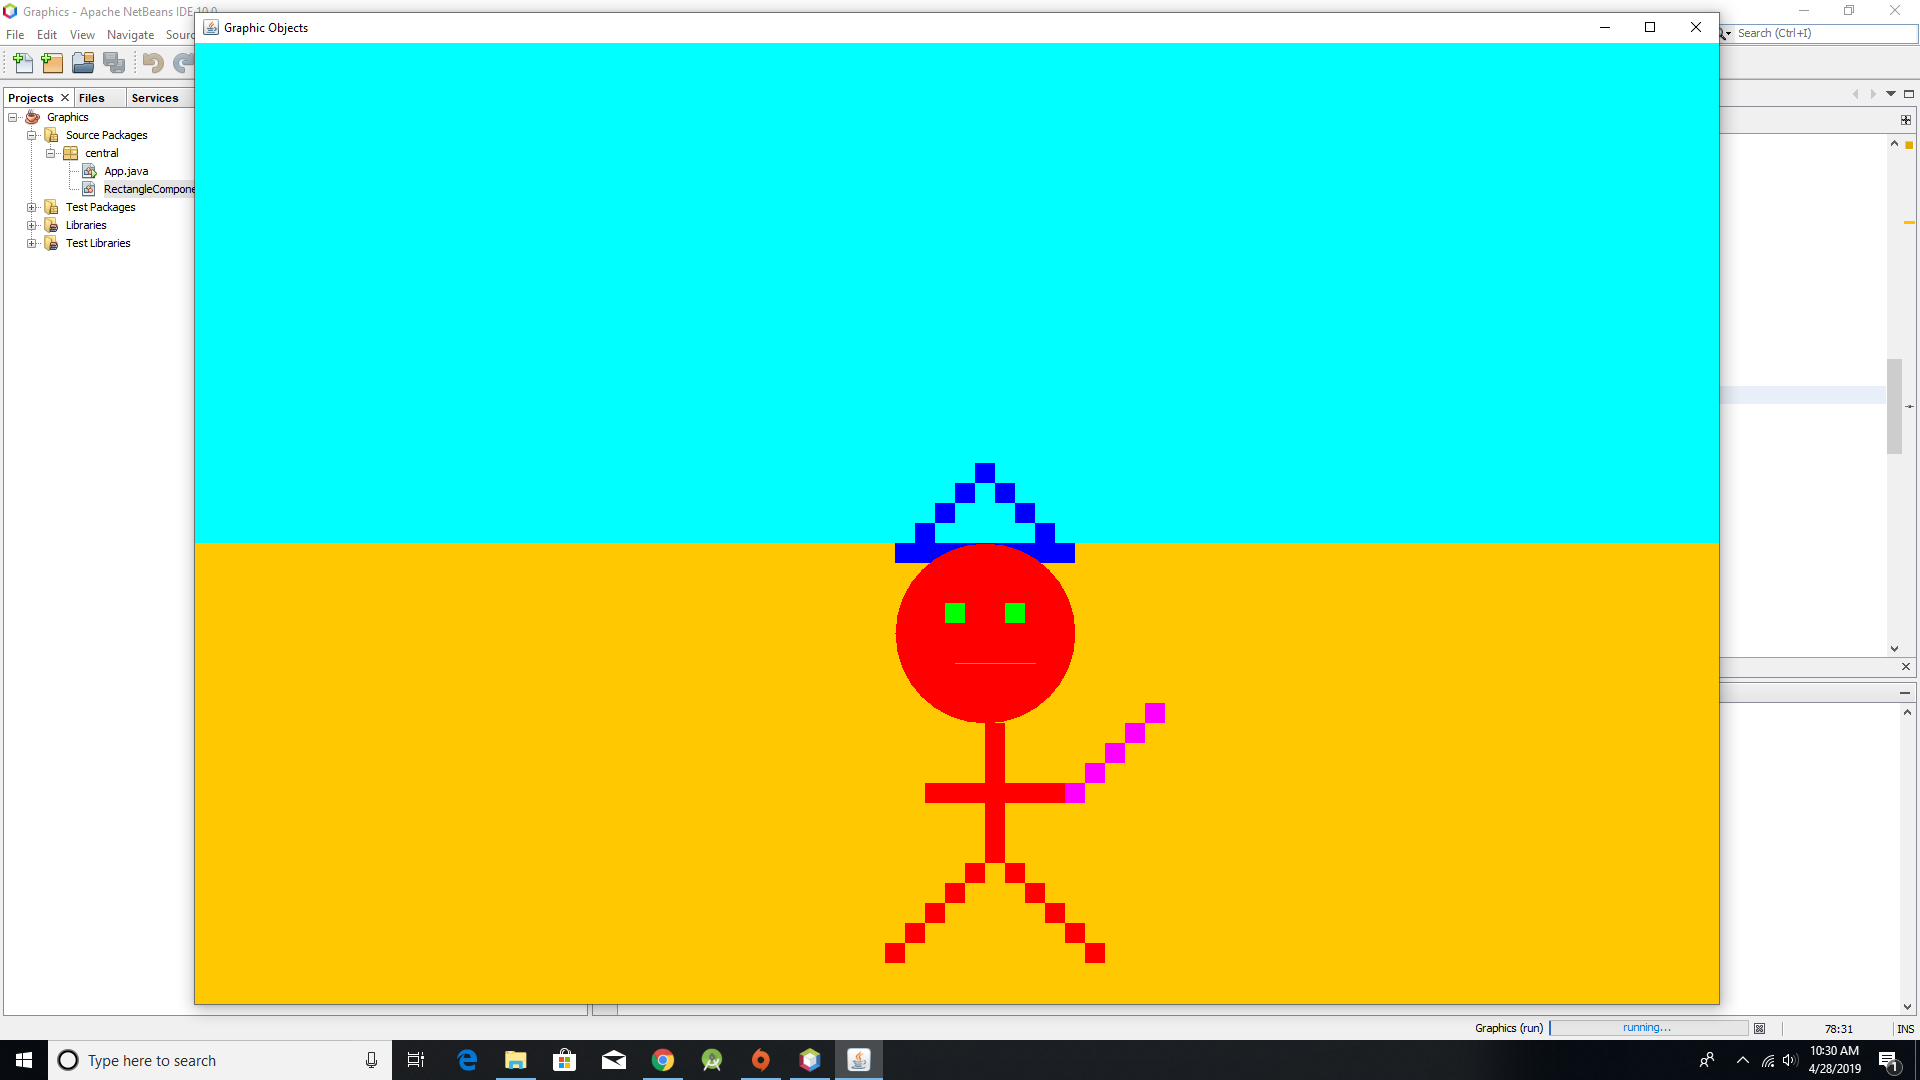 Graphics - Apache NetBeans IDE 10.0
Graphic Objects
File Edit View Navigate
Search (Ctrl+I)
Projects Files Services
Graphics
Source Packages
central
App.java
RectangleCompone
Test Packages
Libraries
Test Libraries
Graphics (run) running... 78:31 INS
Type here to search
10:30 AM
4/28/2019
1